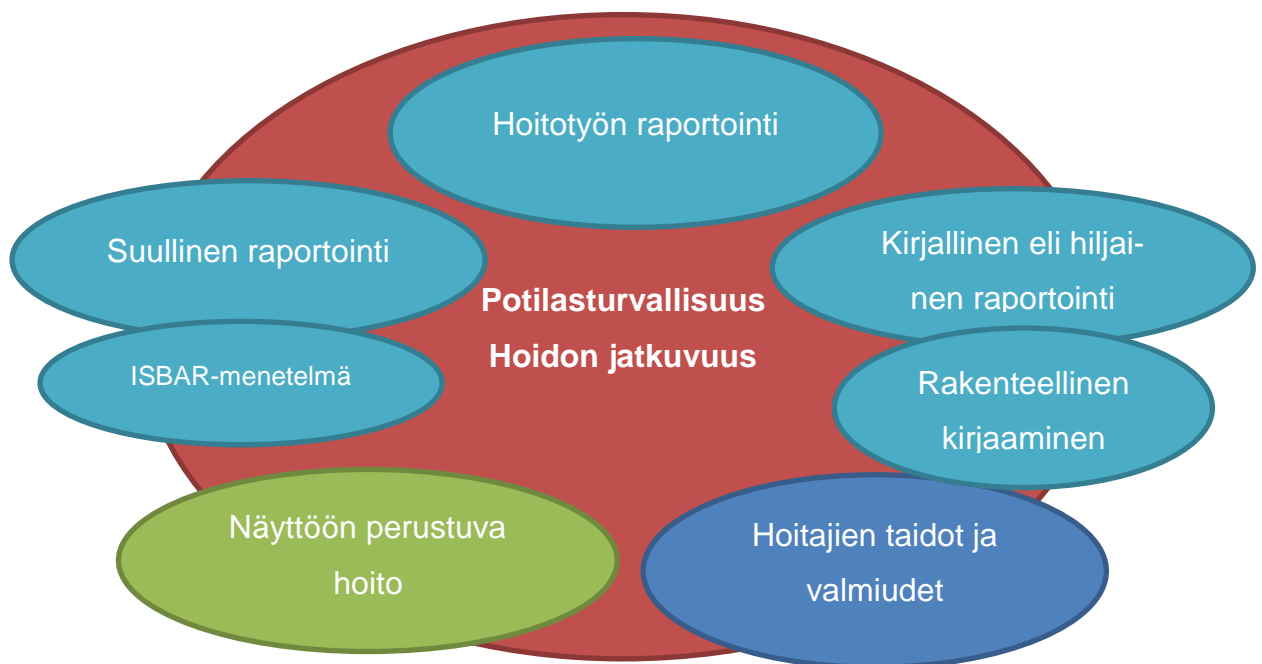 Hoitotyön raportointi
Suullinen raportointi
Kirjallinen eli hiljai-
nen raportointi
Potilasturvallisuus
Hoidon jatkuvuus
ISBAR-menetelmä
Rakenteellinen
kirjaaminen
Näyttöön perustuva
hoito
Hoitajien taidot ja
valmiudet